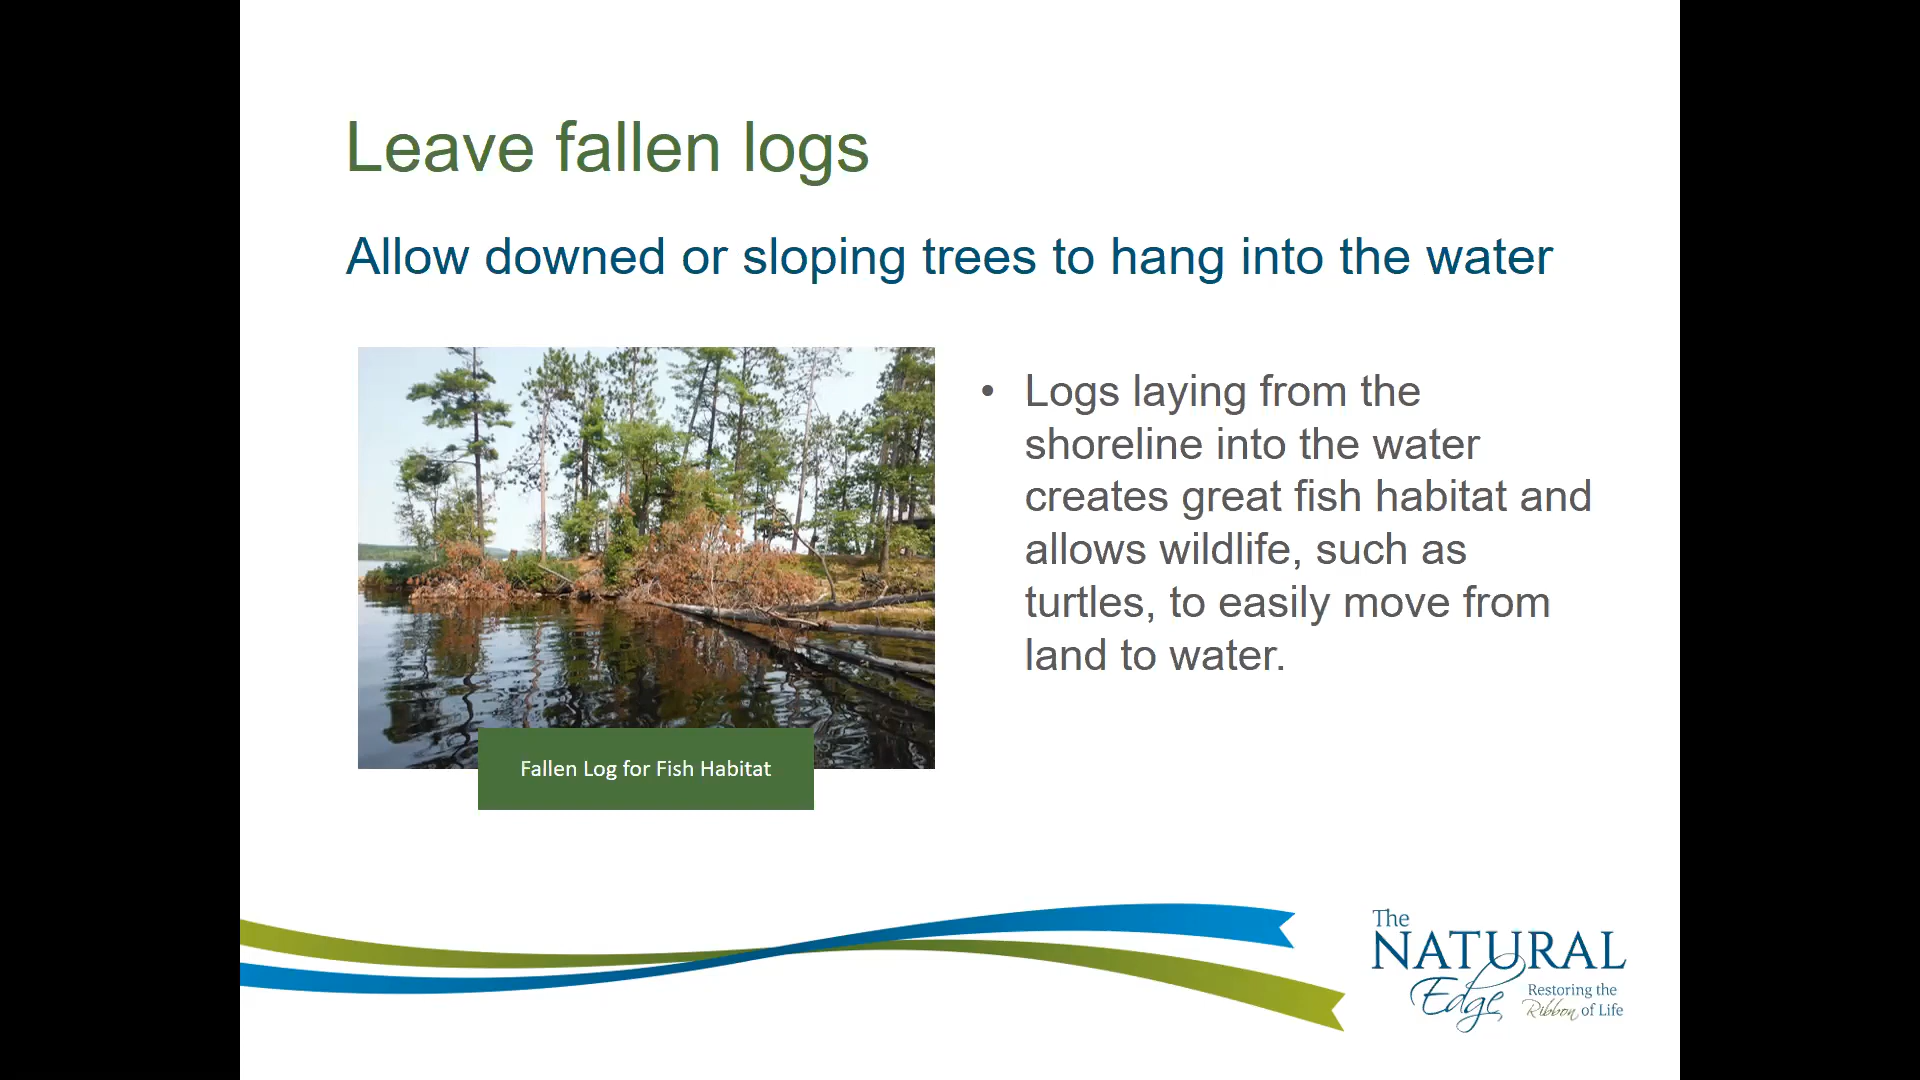 Leave fallen logs
Allow downed or sloping trees to hang into the water
• Logs laying from the
shoreline into the water
creates great fish habitat and
allows wildlife, such as
turtles, to easily move from
land to water.
Fallen Log for Fish Habitat
The
NATURAL
Edge
Restoring the
Ribbon of Life